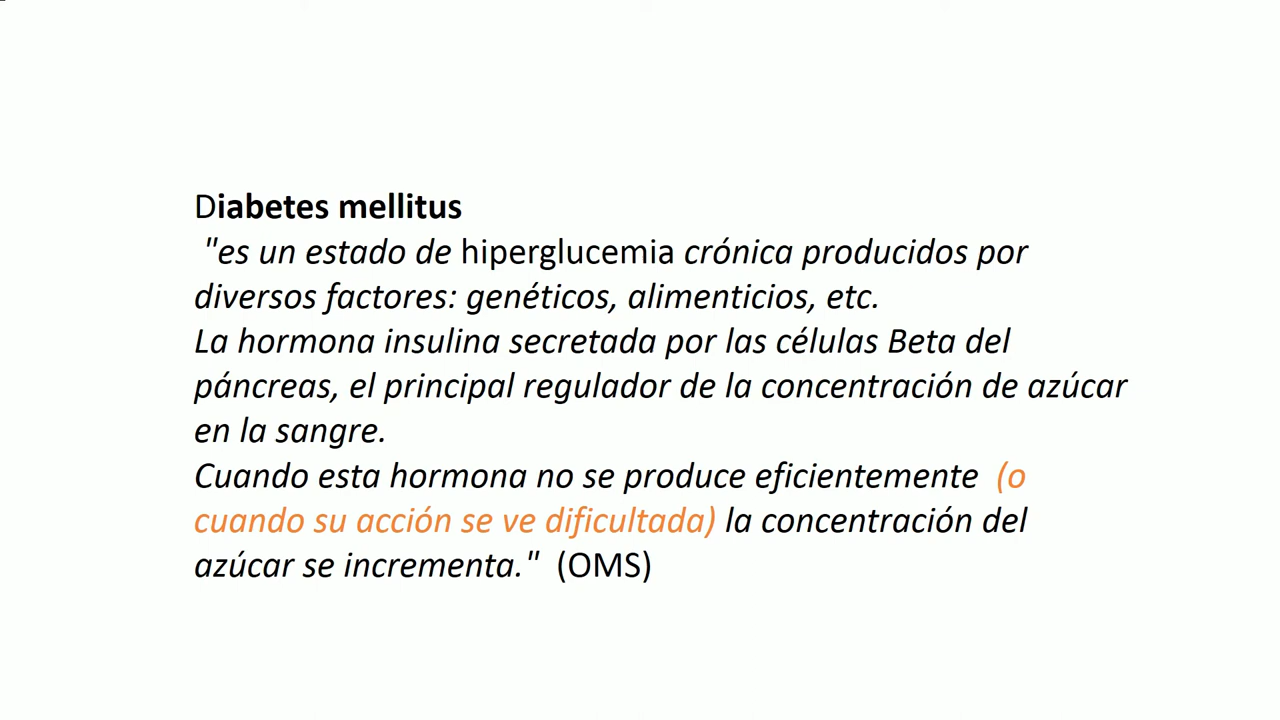 Diabetes mellitus
"es un estado de hiperglucemia crónica producidos por
diversos factores: genéticos, alimenticios, etc.
La hormona insulina secretada por las células Beta del
páncreas, el principal regulador de la concentración de azúcar
en la sangre.
Cuando esta hormona no se produce eficientemente (o
cuando su acción se ve dificultada) la concentración del
azúcar se incrementa." (OMS)